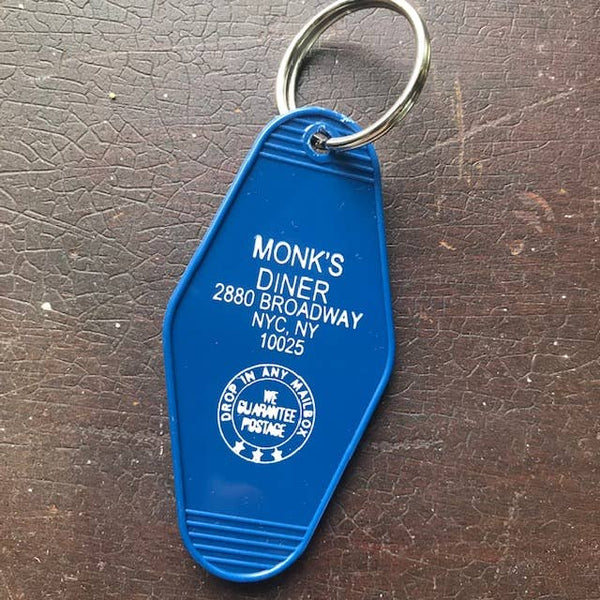 MONK'S
DINER
2880 BROADWAY
NYC, NY
10025
DROP IN ANY MAILBOX
WE
GUARANTEE
POSTAGE